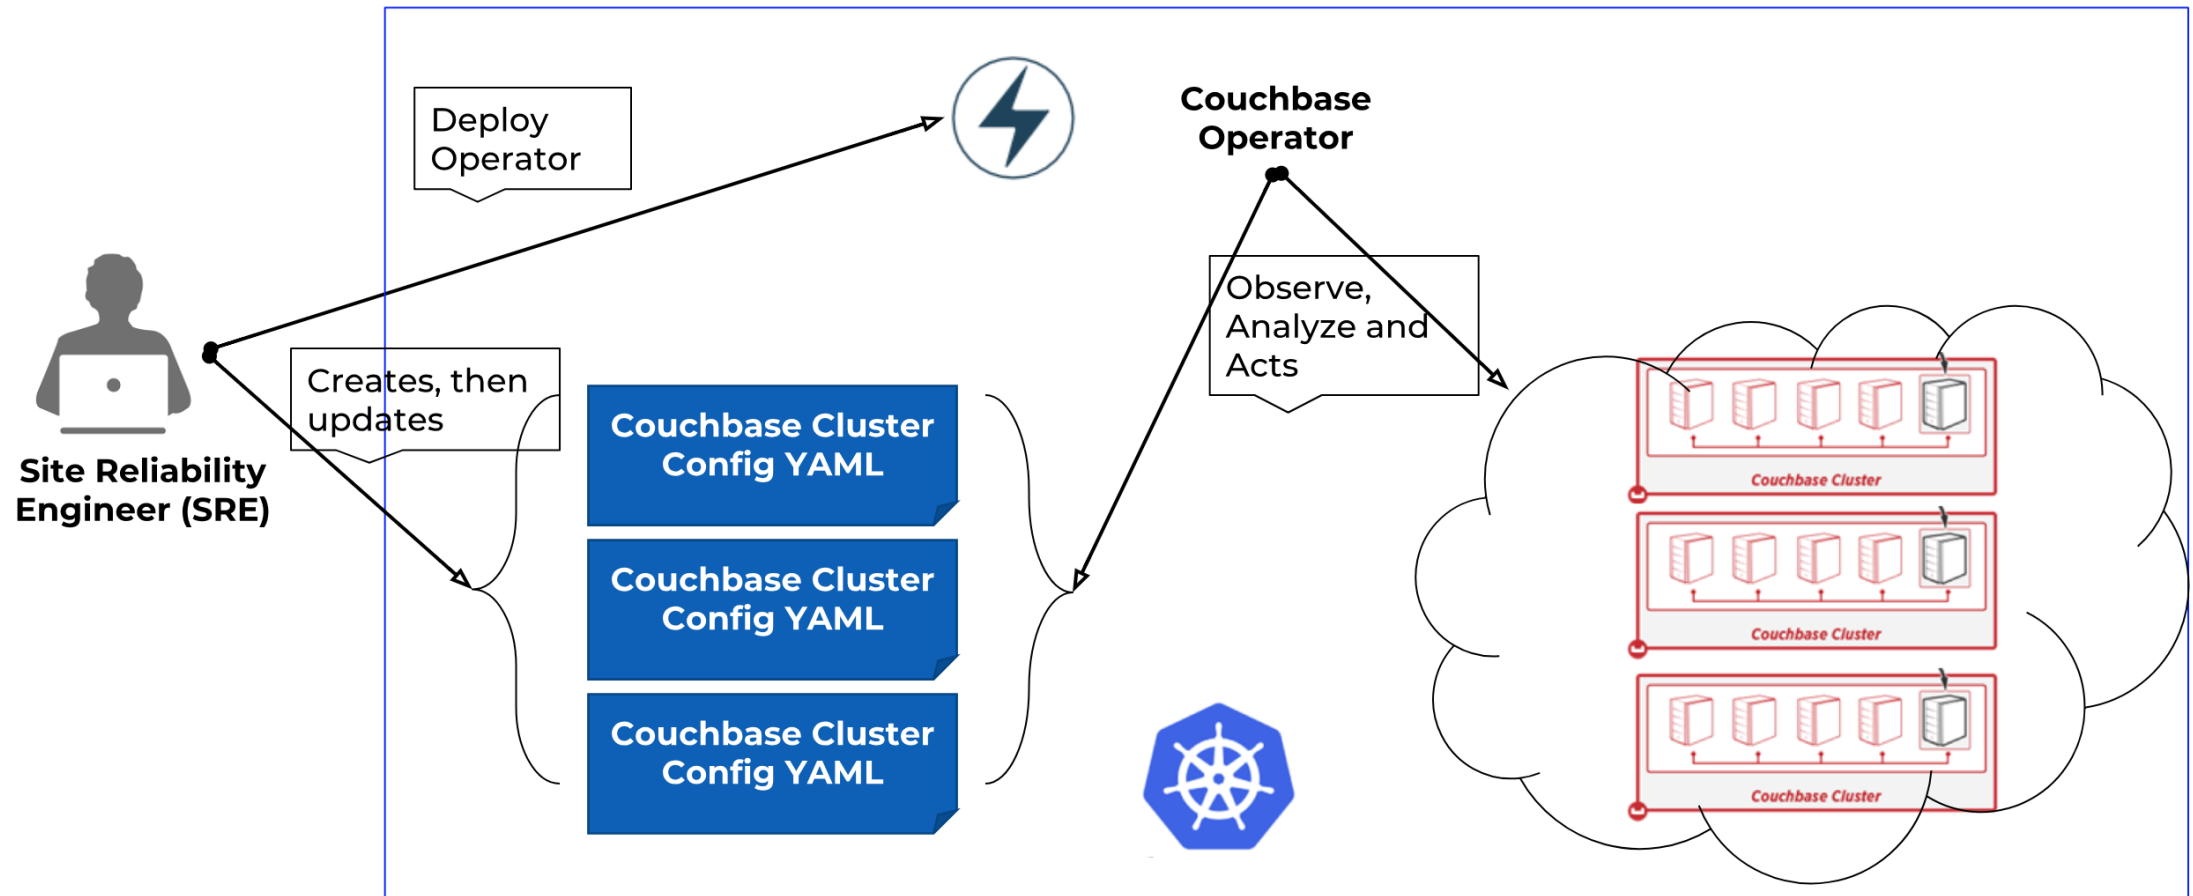 Deploy
Operator
Couchbase
Operator
Observe,
Analyze and
Acts
Creates, then
updates
Site Reliability
Engineer (SRE)
Couchbase Cluster
Config YAML
Couchbase Cluster
Config YAML
Couchbase Cluster
Config YAML
Couchbase Cluster
Couchbase Cluster
Couchbase Cluster